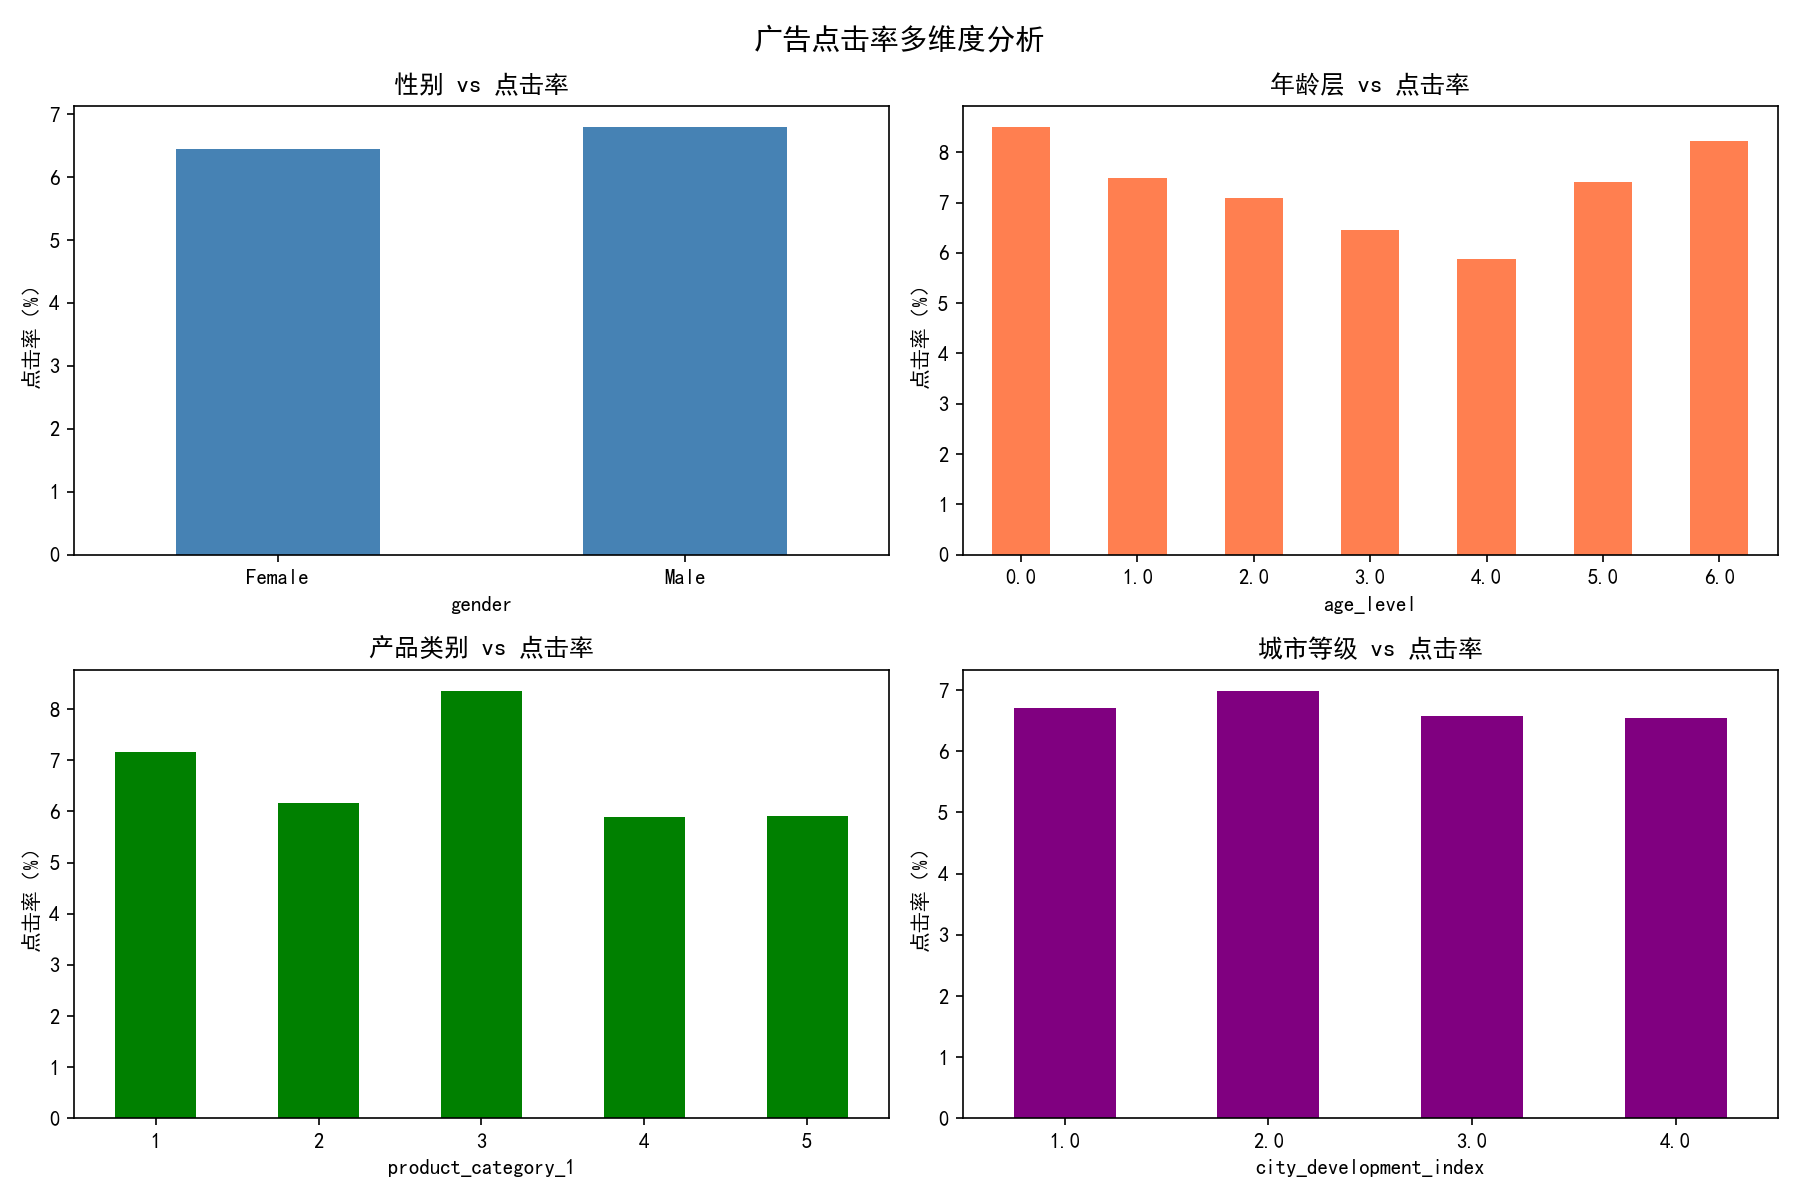 广告点击率多维度分析
性别 vs 点击率
点击率 (%)
7
6
5
4
3
2
1
0
Female Male
gender
年龄层 vs 点击率
点击率 (%)
8
7
6
5
4
3
2
1
0
0.0 1.0 2.0 3.0 4.0 5.0 6.0
age_level
产品类别 vs 点击率
点击率 (%)
8
7
6
5
4
3
2
1
0
1 2 3 4 5
product_category_1
城市等级 vs 点击率
点击率 (%)
7
6
5
4
3
2
1
0
1.0 2.0 3.0 4.0
city_development_index